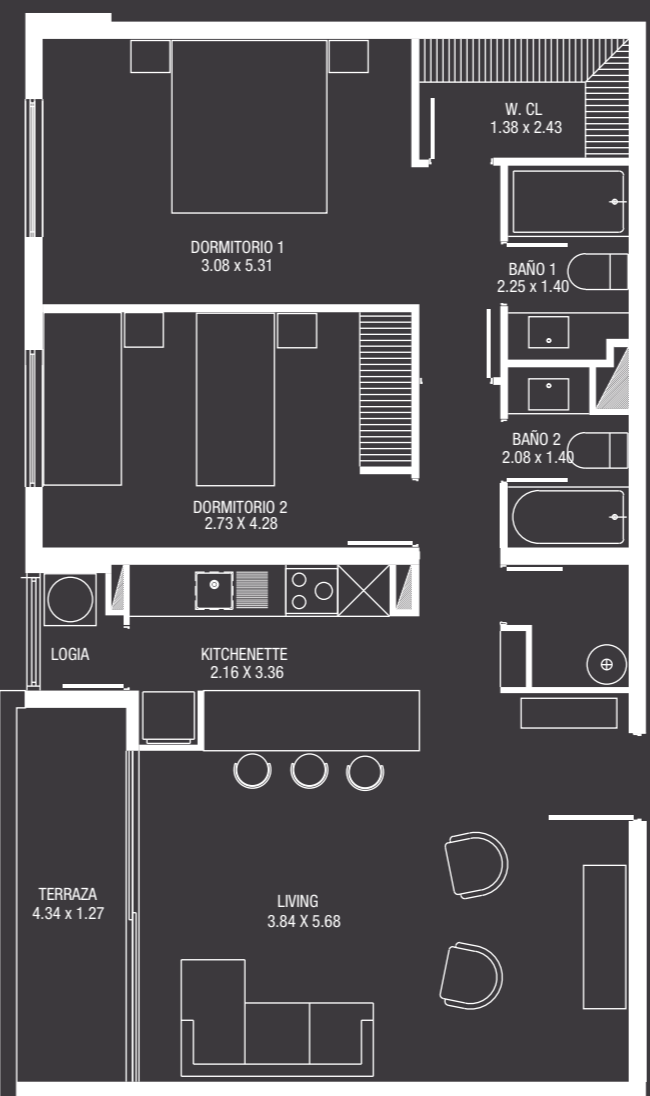 W. CL
1.38 x 2.43
DORMITORIO 1
3.08 x 5.31
BAÑO 1
2.25 x 1.40
BAÑO 2
2.08 x 1.40
DORMITORIO 2
2.73 X 4.28
LOGIA
KITCHENETTE
2.16 X 3.36
TERRAZA
4.34 x 1.27
LIVING
3.84 X 5.68